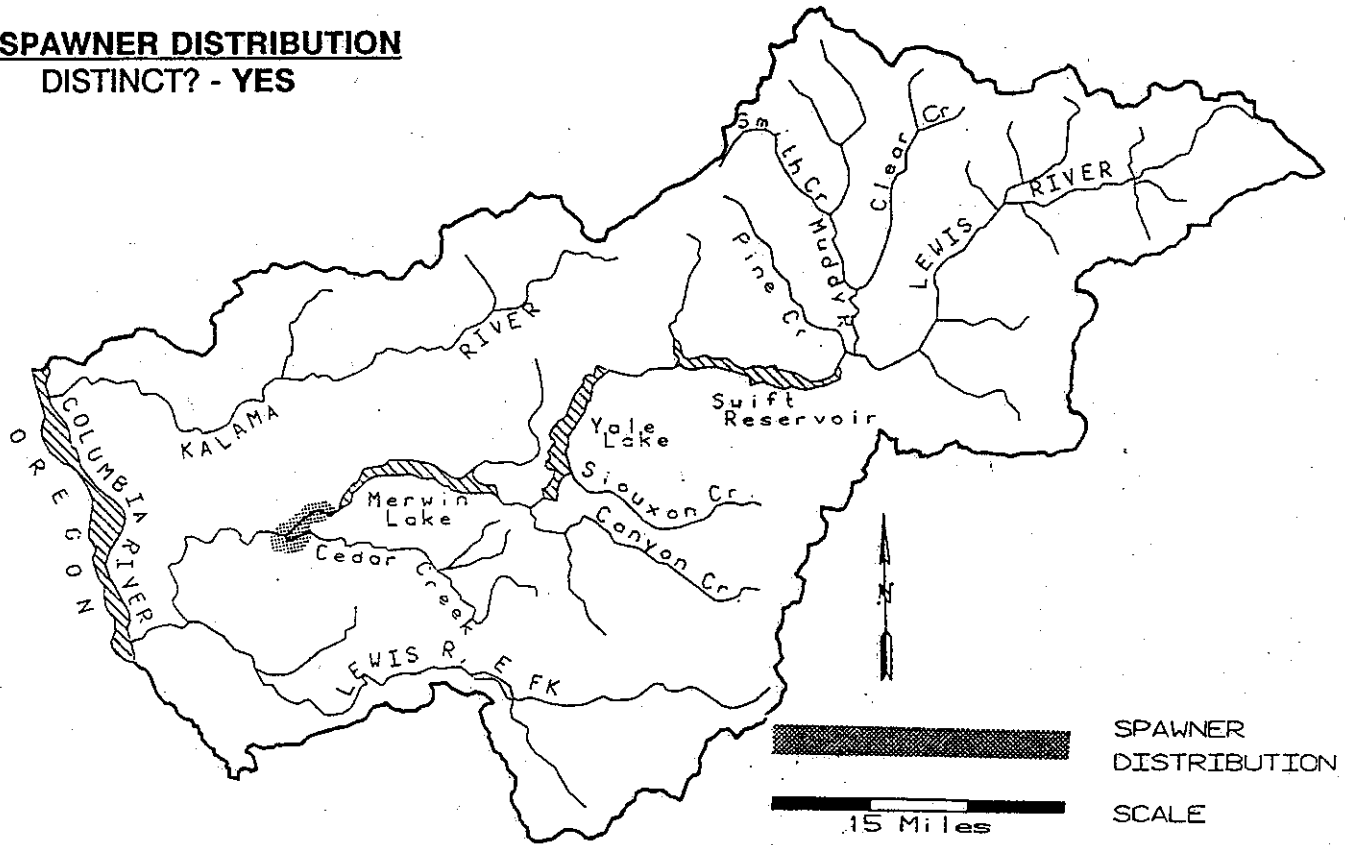 SPAWNER DISTRIBUTION
DISTINCT? - YES
Smith Cr
Clear Cr
Muddy R
Pine Cr
LEWIS RIVER
KALAMA RIVER
COLUMBIA RIVER
OREGON
Swift
Reservoir
Yale
Lake
Siouxon Cr.
Canyon Cr.
Merwin
Lake
Cedar Creek
LEWIS R. E FK
N
SPAWNER
DISTRIBUTION
15 Miles
SCALE